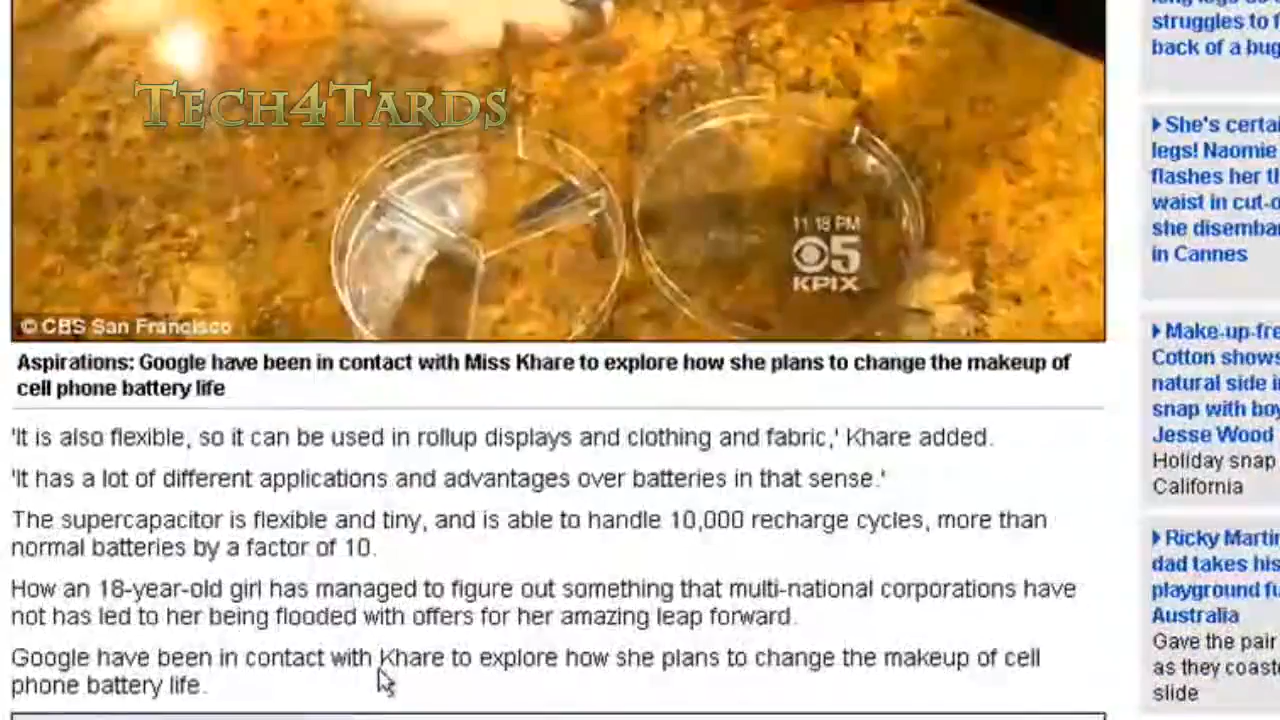 Tech4Tards
11:18 PM
5
KPIX
© CBS San Francisco
Aspirations: Google have been in contact with Miss Khare to explore how she plans to change the makeup of
cell phone battery life
'It is also flexible, so it can be used in rollup displays and clothing and fabric,' Khare added.
'It has a lot of different applications and advantages over batteries in that sense.'
The supercapacitor is flexible and tiny, and is able to handle 10,000 recharge cycles, more than
normal batteries by a factor of 10.
How an 18-year-old girl has managed to figure out something that multi-national corporations have
not has led to her being flooded with offers for her amazing leap forward.
Google have been in contact with Khare to explore how she plans to change the makeup of cell
phone battery life.
struggles to
back of a bug
She's certai
legs! Naomie
flashes her
waist in cut-o
she disemba
in Cannes
Make-up-fre
Cotton shows
natural side
snap with boy
Jesse Wood
Holiday snap
California
Ricky Martin
dad takes his
playground fu
Australia
Gave the pair
as they coast
slide